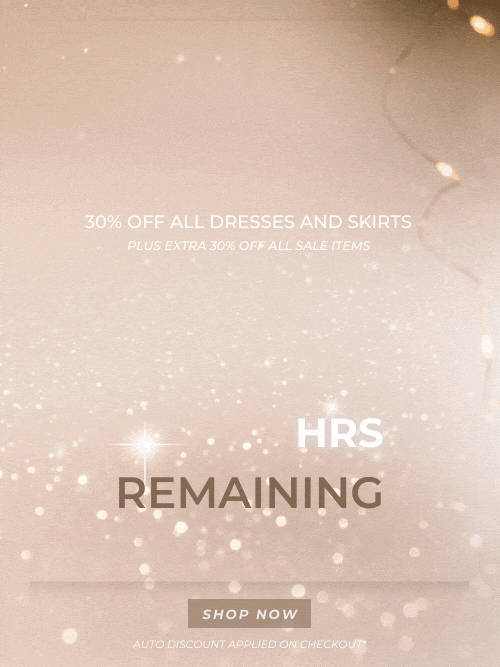 30% OFF ALL DRESSES AND SKIRTS
PLUS EXTRA 30% OFF ALL SALE ITEMS
HRS
REMAINING
SHOP NOW
AUTO DISCOUNT APPLIED ON CHECKOUT*